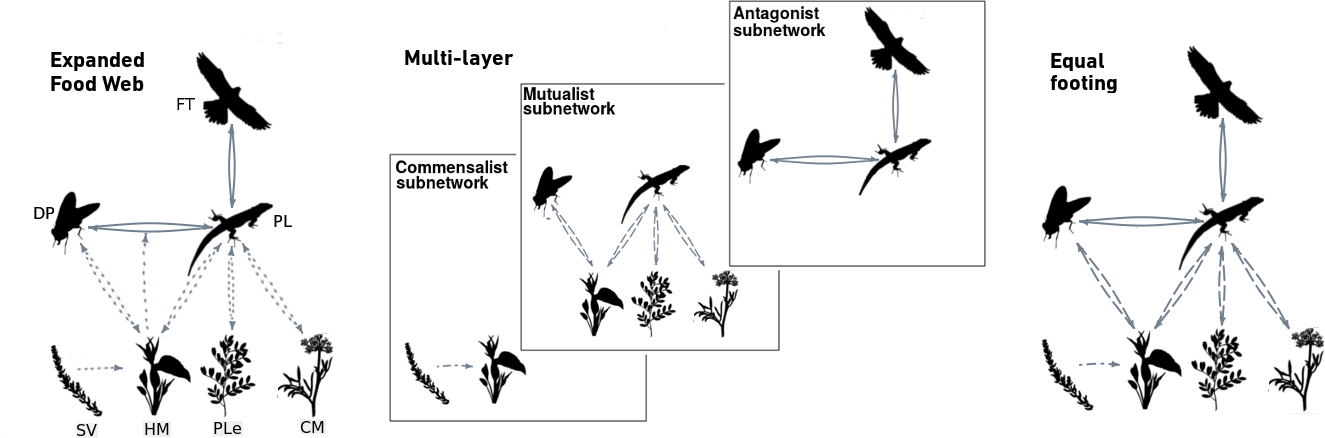 Expanded
Food Web
FT
DP
PL
SV
HM
PLe
CM
Multi-layer
Commensalist
subnetwork
Mutualist
subnetwork
Antagonist
subnetwork
Equal
footing